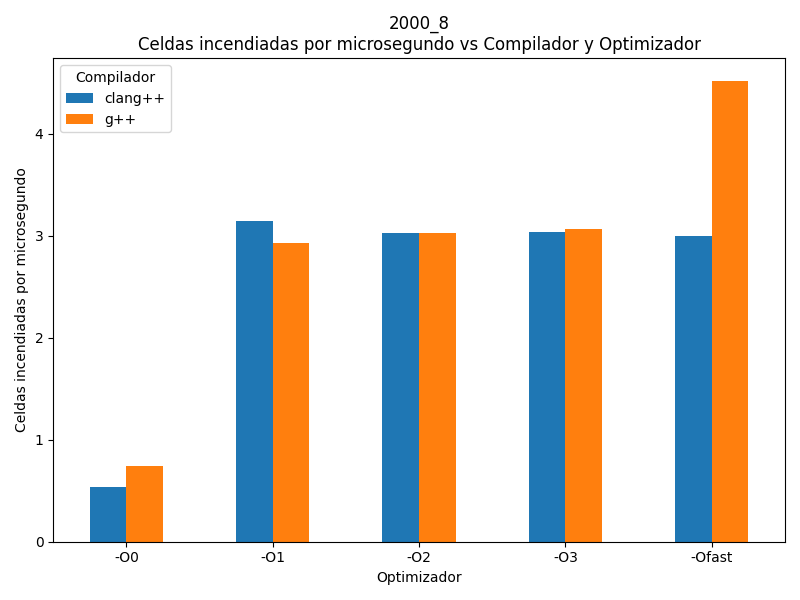 2000_8
Celdas incendiadas por microsegundo vs Compilador y Optimizador
Compilador
clang++
g++
Celdas incendiadas por microsegundo
4
3
2
1
0
-O0
-O1
-O2
-O3
-Ofast
Optimizador